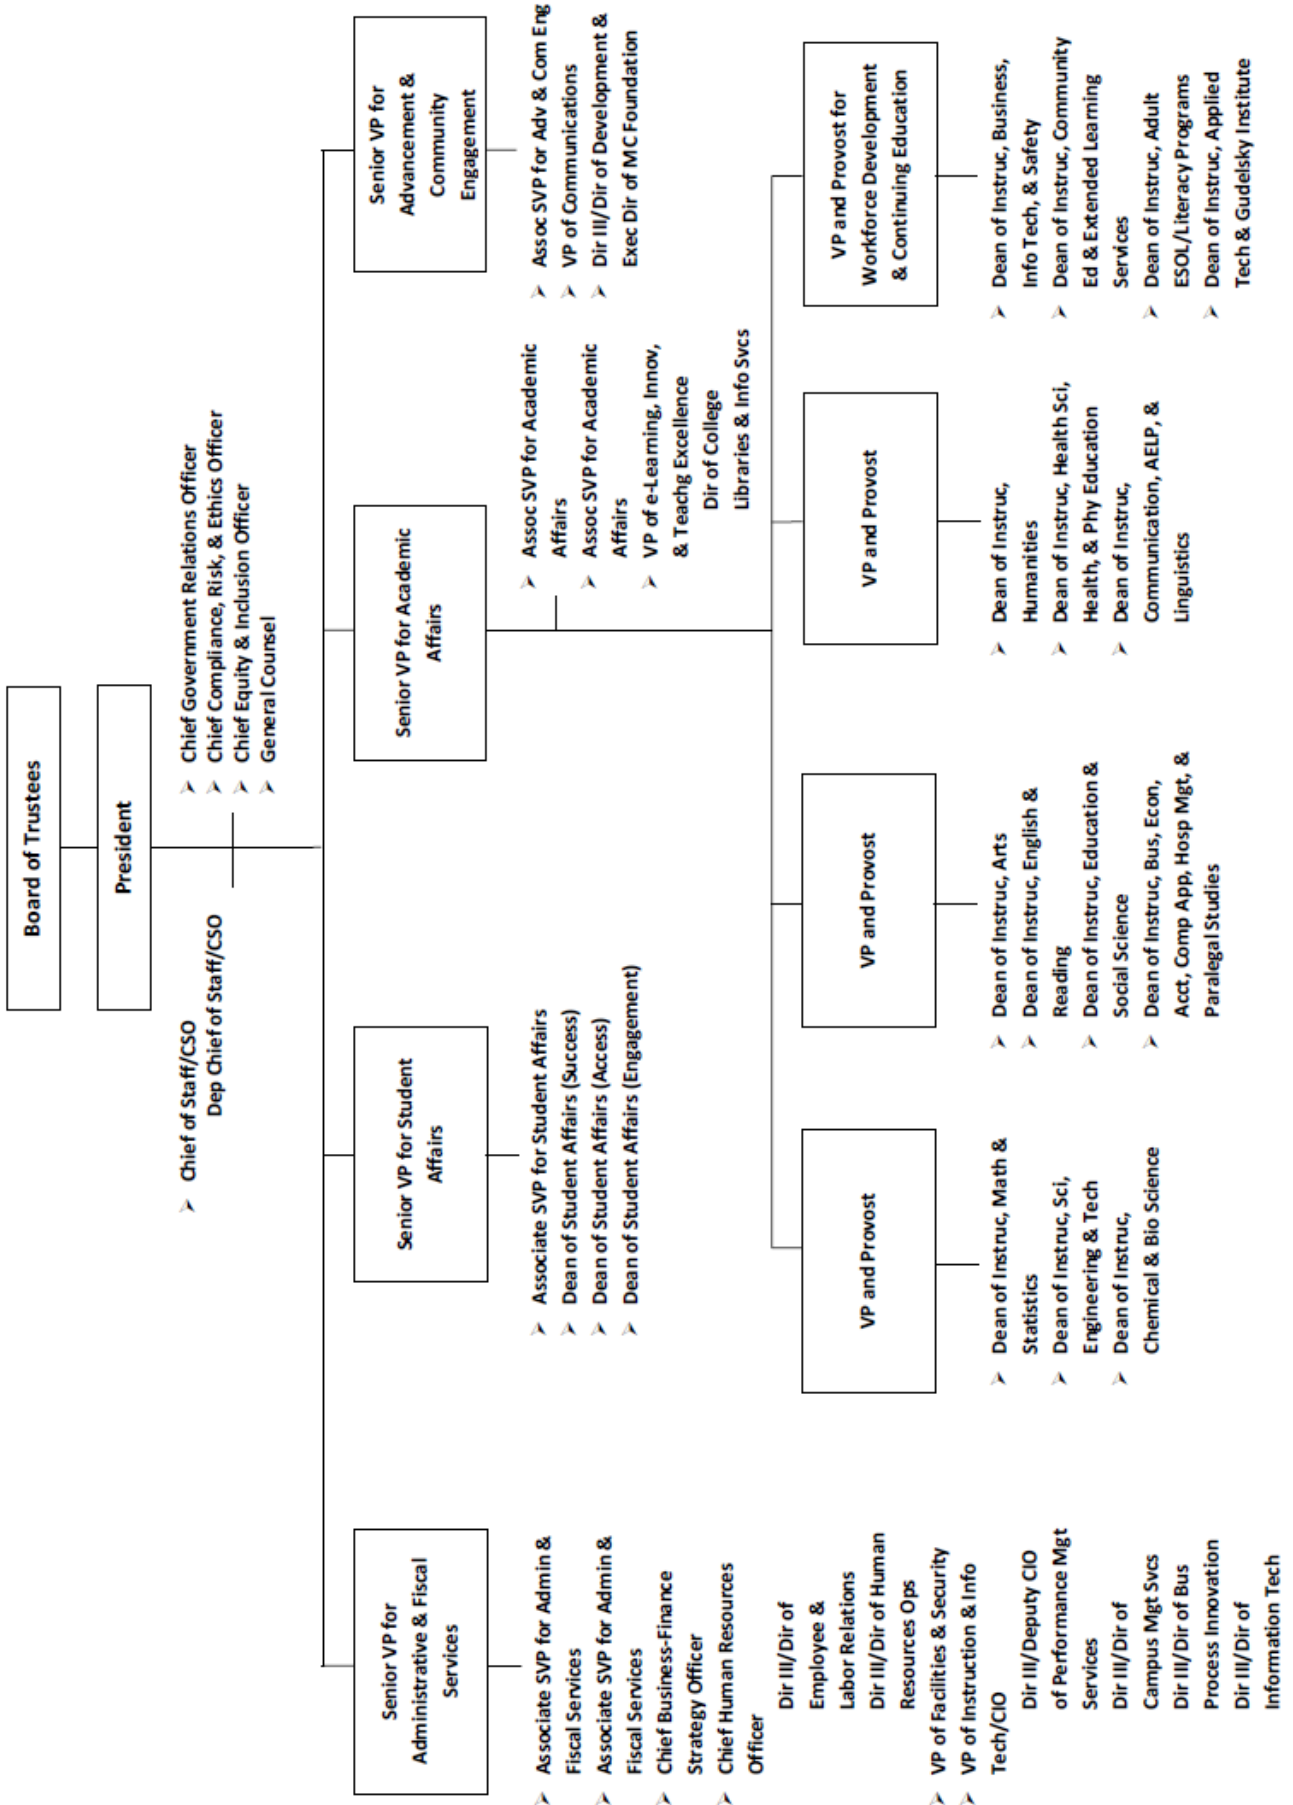 Board of Trustees
President
➢ Chief of Staff/CSO
Dep Chief of Staff/CSO
➢ Chief Government Relations Officer
➢ Chief Compliance, Risk, & Ethics Officer
➢ Chief Equity & Inclusion Officer
➢ General Counsel
Senior VP for
Administrative & Fiscal
Services
➢ Associate SVP for Admin &
Fiscal Services
➢ Associate SVP for Admin &
Fiscal Services
➢ Chief Business-Finance
Strategy Officer
➢ Chief Human Resources
Officer
Dir III/Dir of
Employee &
Labor Relations
Dir III/Dir of Human
Resources Ops
➢ VP of Facilities & Security
➢ VP of Instruction & Info
Tech/CIO
Dir III/Deputy CIO
of Performance Mgt
Services
Dir III/Dir of
Campus Mgt Svcs
Dir III/Dir of Bus
Process Innovation
Dir III/Dir of
Information Tech
Senior VP for Student
Affairs
➢ Associate SVP for Student Affairs
➢ Dean of Student Affairs (Success)
➢ Dean of Student Affairs (Access)
➢ Dean of Student Affairs (Engagement)
Senior VP for Academic
Affairs
➢ Assoc SVP for Academic
Affairs
➢ Assoc SVP for Academic
Affairs
➢ VP of e-Learning, Innov,
& Teachg Excellence
Dir of College
Libraries & Info Svcs
Senior VP for
Advancement &
Community
Engagement
➢ Assoc SVP for Adv & Com Eng
➢ VP of Communications
➢ Dir III/Dir of Development &
Exec Dir of MC Foundation
VP and Provost
➢ Dean of Instruc, Math &
Statistics
➢ Dean of Instruc, Sci,
Engineering & Tech
➢ Dean of Instruc,
Chemical & Bio Science
VP and Provost
➢ Dean of Instruc, Arts
➢ Dean of Instruc, English &
Reading
➢ Dean of Instruc, Education &
Social Science
➢ Dean of Instruc, Bus, Econ,
Acct, Comp App, Hosp Mgt, &
Paralegal Studies
VP and Provost
➢ Dean of Instruc,
Humanities
➢ Dean of Instruc, Health Sci,
Health, & Phy Education
➢ Dean of Instruc,
Communication, AELP, &
Linguistics
VP and Provost for
Workforce Development
& Continuing Education
➢ Dean of Instruc, Business,
Info Tech, & Safety
➢ Dean of Instruc, Community
Ed & Extended Learning
Services
➢ Dean of Instruc, Adult
ESOL/Literacy Programs
➢ Dean of Instruc, Applied
Tech & Gudelsky Institute